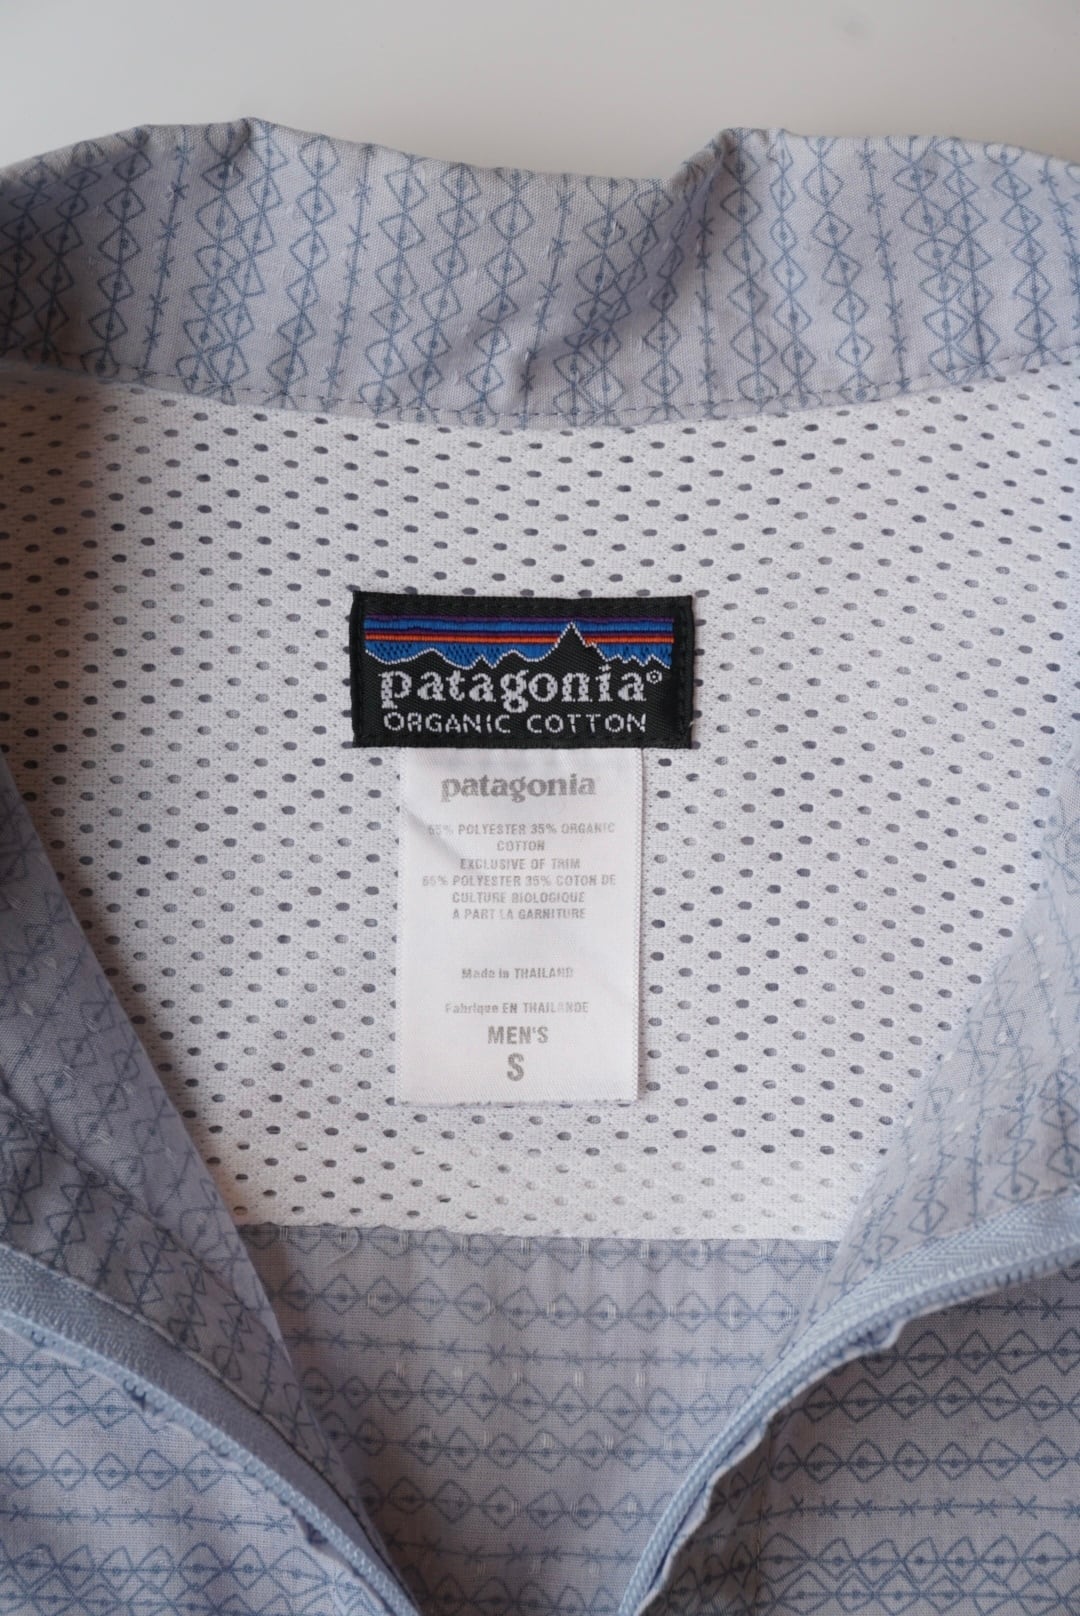 patagonia®
ORGANIC COTTON
patagonia
65% POLYESTER 35% ORGANIC
COTTON
EXCLUSIVE OF TRIM
65% POLYESTER 35% COTON DE
CULTURE BIOLOGIQUE
A PART LA GARNITURE
Made in THAILAND
Fabrique EN THAILANDE
MEN'S
S